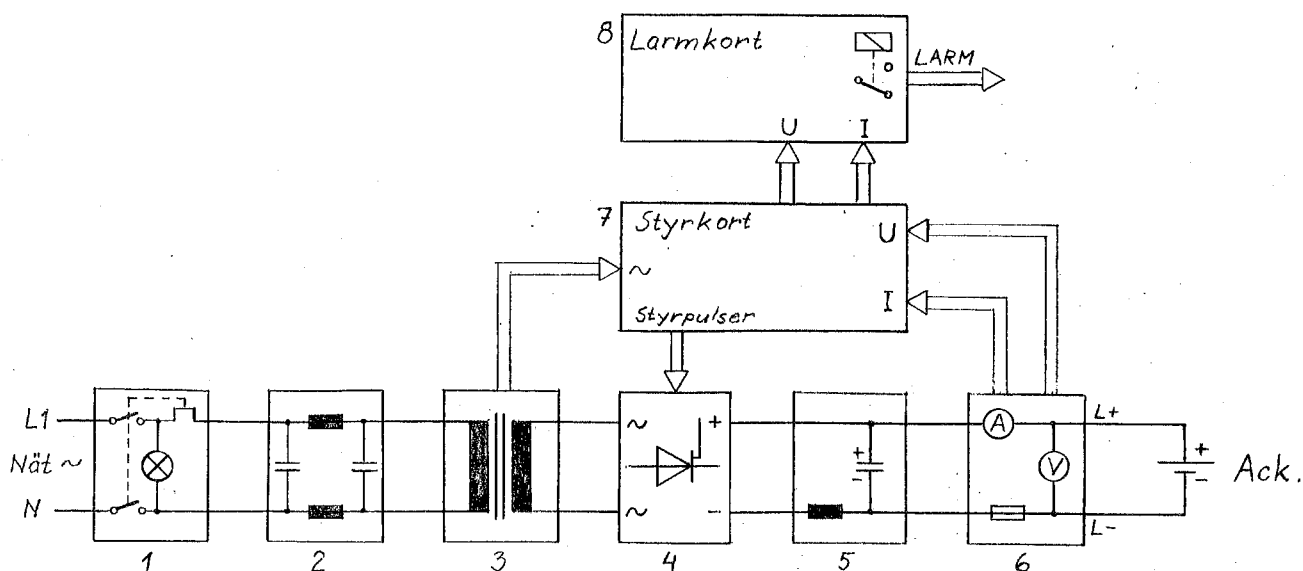 8 Larmkort
LARM
U I
7 Styrkort
U
~
I
Styrpulser
L1
Nät ~
N
~ +
~ -
+
-
A
V
L+
L-
+
-
Ack.
1 2 3 4 5 6